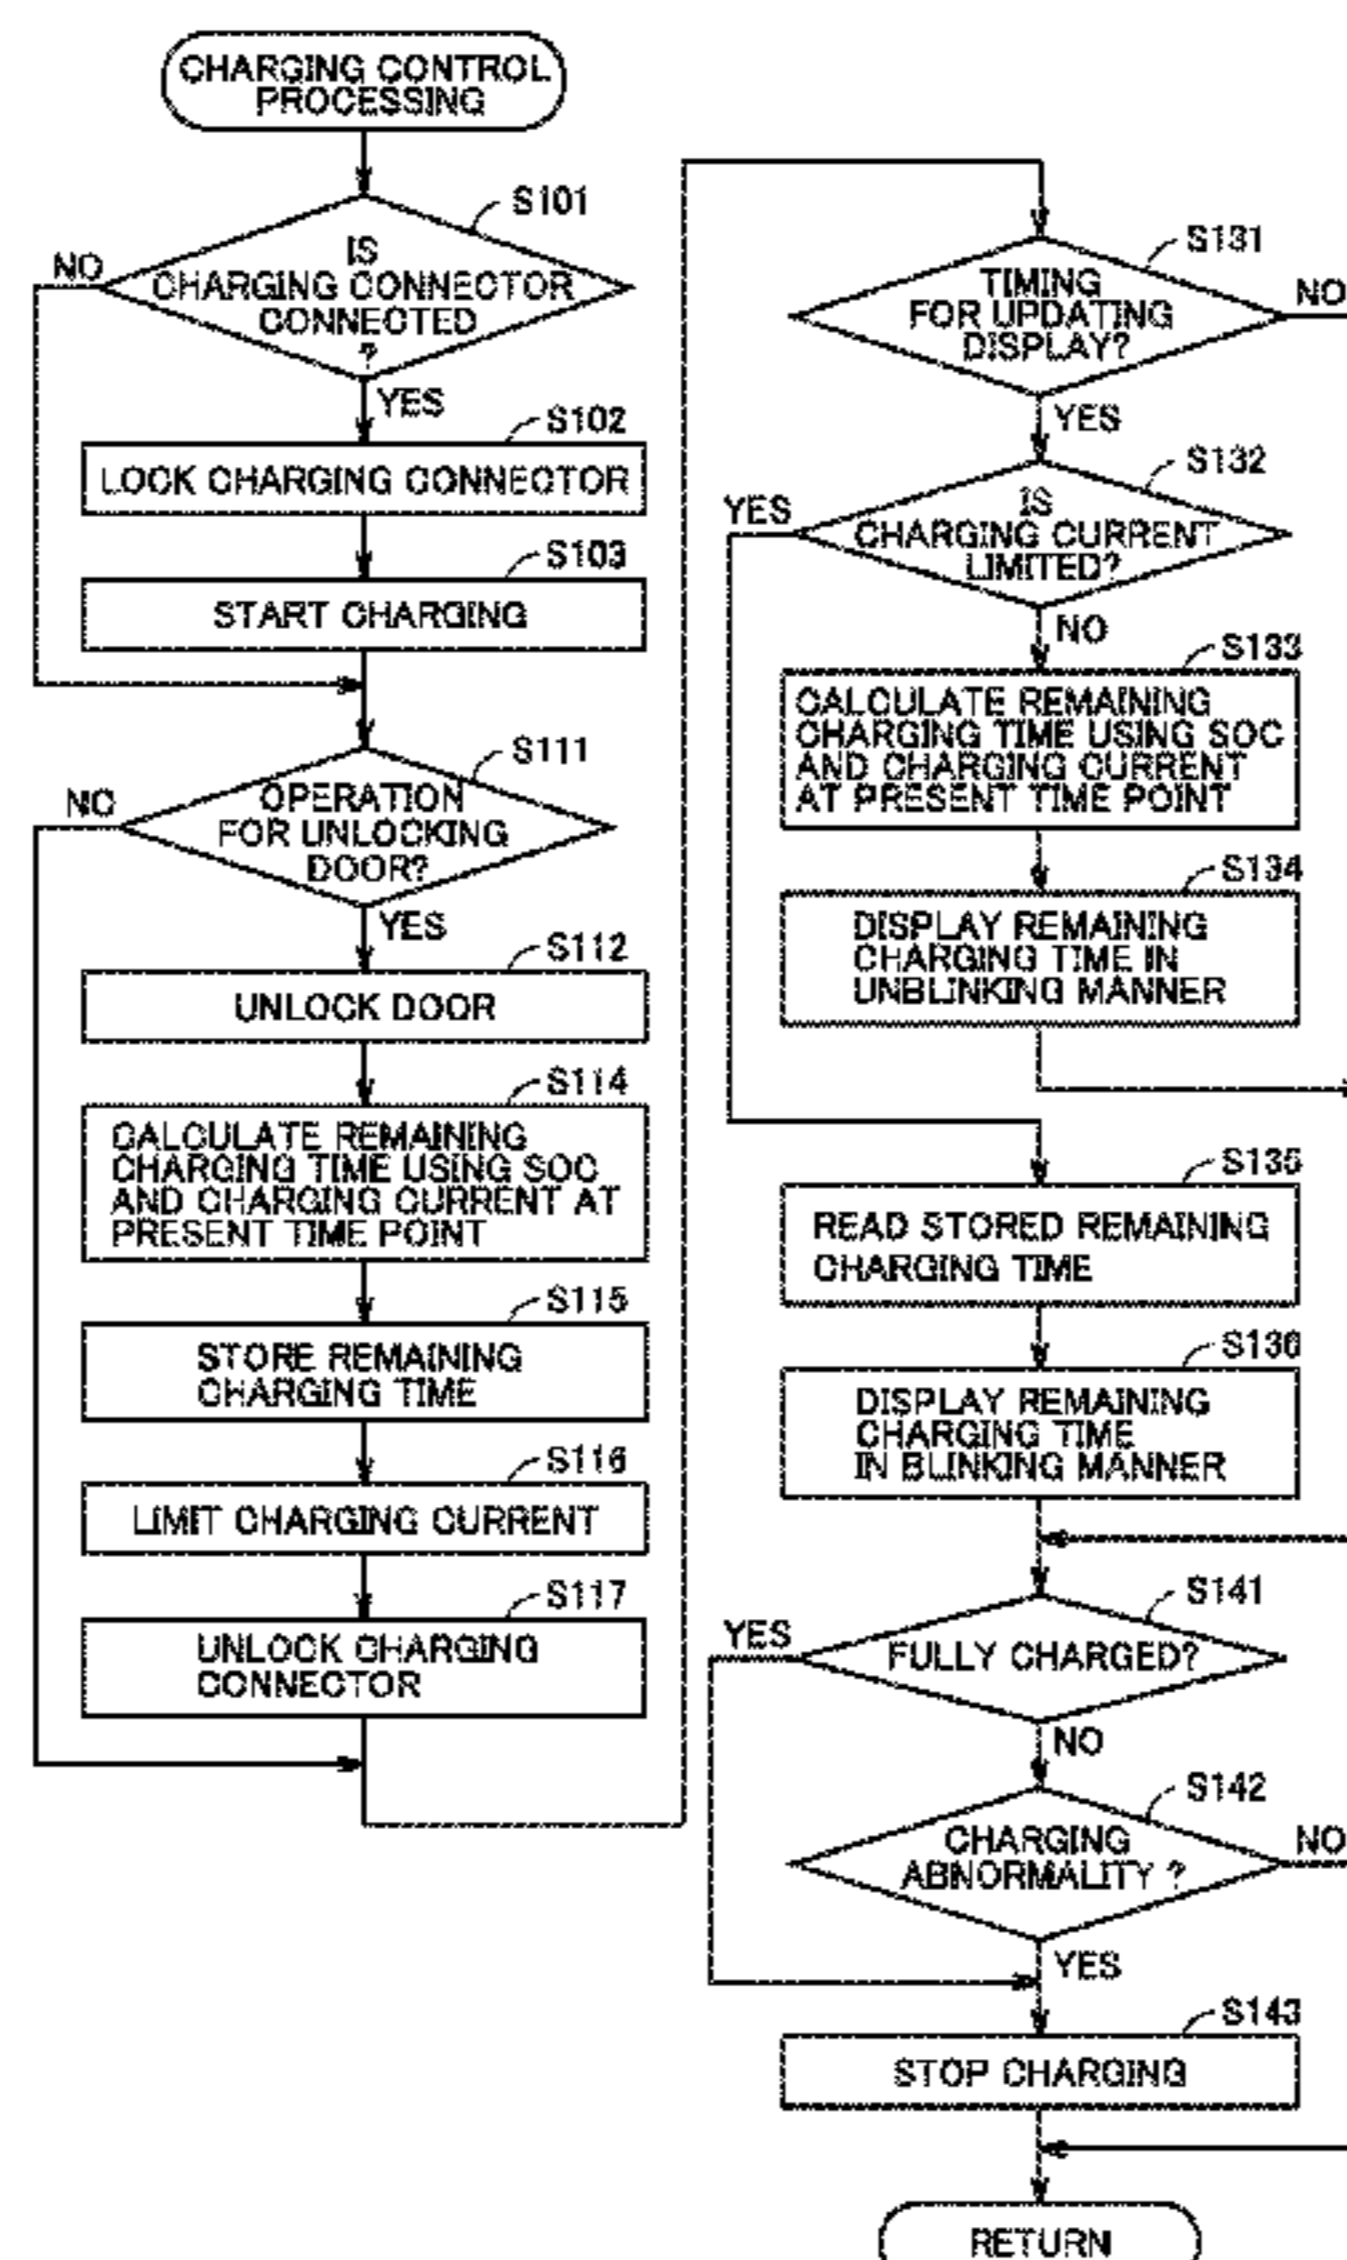 CHARGING CONTROL
PROCESSING
S101
NO
IS
CHARGING CONNECTOR
CONNECTED
?
YES
S102
LOCK CHARGING CONNECTOR
S103
START CHARGING
S111
NO
OPERATION
FOR UNLOCKING
DOOR?
YES
S112
UNLOCK DOOR
S114
CALCULATE REMAINING
CHARGING TIME USING SOC
AND CHARGING CURRENT AT
PRESENT TIME POINT
S115
STORE REMAINING
CHARGING TIME
S116
LIMIT CHARGING CURRENT
S117
UNLOCK CHARGING
CONNECTOR
S131
TIMING
FOR UPDATING
DISPLAY?
NO
YES
S132
YES
IS
CHARGING CURRENT
LIMITED?
NO
S133
CALCULATE REMAINING
CHARGING TIME USING SOC
AND CHARGING CURRENT
AT PRESENT TIME POINT
S134
DISPLAY REMAINING
CHARGING TIME IN
UNBLINKING MANNER
S135
READ STORED REMAINING
CHARGING TIME
S136
DISPLAY REMAINING
CHARGING TIME
IN BLINKING MANNER
S141
YES
FULLY CHARGED?
NO
S142
CHARGING
ABNORMALITY ?
NO
YES
S143
STOP CHARGING
RETURN